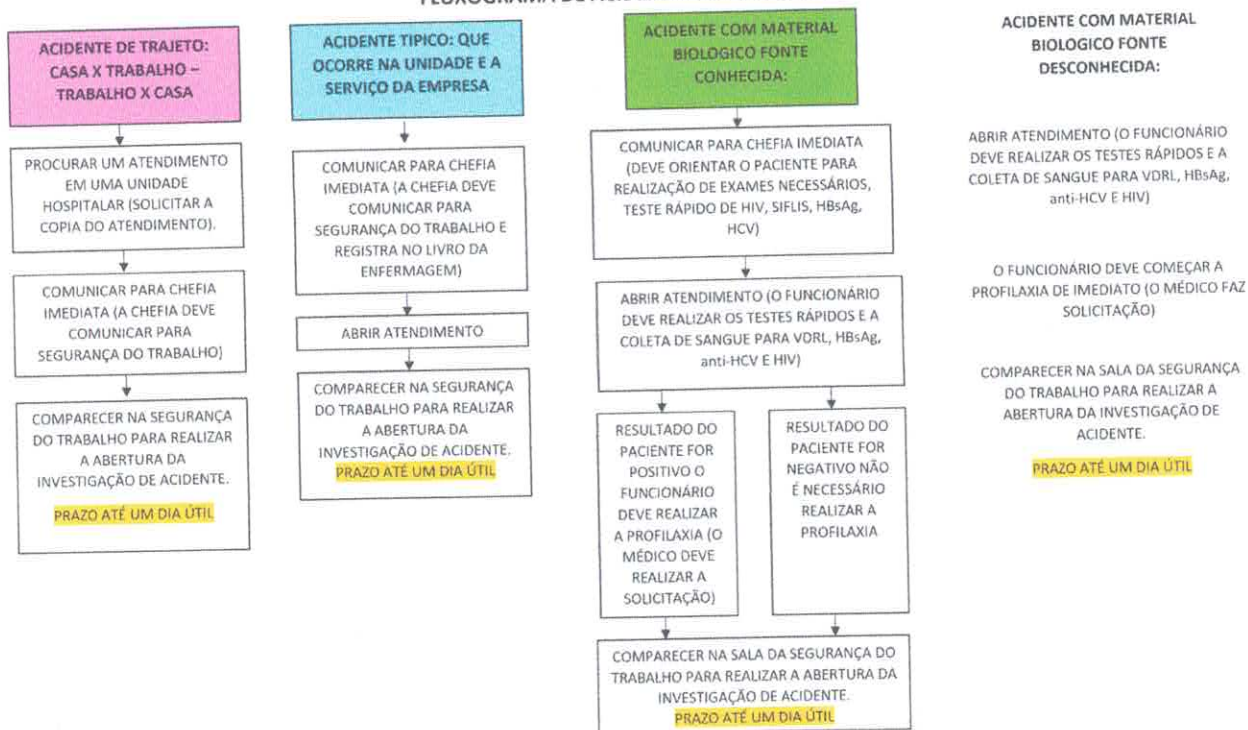 ACIDENTE DE TRAJETO:
CASA X TRABALHO –
TRABALHO X CASA
PROCURAR UM ATENDIMENTO
EM UMA UNIDADE
HOSPITALAR (SOLICITAR A
COPIA DO ATENDIMENTO).
COMUNICAR PARA CHEFIA
IMEDIATA (A CHEFIA DEVE
COMUNICAR PARA
SEGURANÇA DO TRABALHO)
COMPARECER NA SEGURANÇA
DO TRABALHO PARA REALIZAR
A ABERTURA DA
INVESTIGAÇÃO DE ACIDENTE.
PRAZO ATÉ UM DIA ÚTIL
ACIDENTE TIPICO: QUE
OCORRE NA UNIDADE E A
SERVIÇO DA EMPRESA
COMUNICAR PARA CHEFIA
IMEDIATA (A CHEFIA DEVE
COMUNICAR PARA
SEGURANÇA DO TRABALHO E
REGISTRA NO LIVRO DA
ENFERMAGEM)
ABRIR ATENDIMENTO
COMPARECER NA SEGURANÇA
DO TRABALHO PARA REALIZAR
A ABERTURA DA
INVESTIGAÇÃO DE ACIDENTE.
PRAZO ATÉ UM DIA ÚTIL
ACIDENTE COM MATERIAL
BIOLOGICO FONTE
CONHECIDA:
COMUNICAR PARA CHEFIA IMEDIATA
(DEVE ORIENTAR O PACIENTE PARA
REALIZAÇÃO DE EXAMES NECESSÁRIOS,
TESTE RÁPIDO DE HIV, SIFLIS, HBsAg,
HCV)
ABRIR ATENDIMENTO (O FUNCIONÁRIO
DEVE REALIZAR OS TESTES RÁPIDOS E A
COLETA DE SANGUE PARA VDRL, HBsAg,
anti-HCV E HIV)
RESULTADO DO
PACIENTE FOR
POSITIVO O
FUNCIONÁRIO
DEVE REALIZAR
A PROFILAXIA (O
MÉDICO DEVE
REALIZAR A
SOLICITAÇÃO)
RESULTADO DO
PACIENTE FOR
NEGATIVO NÃO
É NECESSÁRIO
REALIZAR A
PROFILAXIA
COMPARECER NA SALA DA SEGURANÇA DO
TRABALHO PARA REALIZAR A ABERTURA DA
INVESTIGAÇÃO DE ACIDENTE.
PRAZO ATÉ UM DIA ÚTIL
ACIDENTE COM MATERIAL
BIOLOGICO FONTE
DESCONHECIDA:
ABRIR ATENDIMENTO (O FUNCIONÁRIO
DEVE REALIZAR OS TESTES RÁPIDOS E A
COLETA DE SANGUE PARA VDRL, HBsAg,
anti-HCV E HIV)
O FUNCIONÁRIO DEVE COMEÇAR A
PROFILAXIA DE IMEDIATO (O MÉDICO FAZ
SOLICITAÇÃO)
COMPARECER NA SALA DA SEGURANÇA
DO TRABALHO PARA REALIZAR A
ABERTURA DA INVESTIGAÇÃO DE
ACIDENTE.
PRAZO ATÉ UM DIA ÚTIL